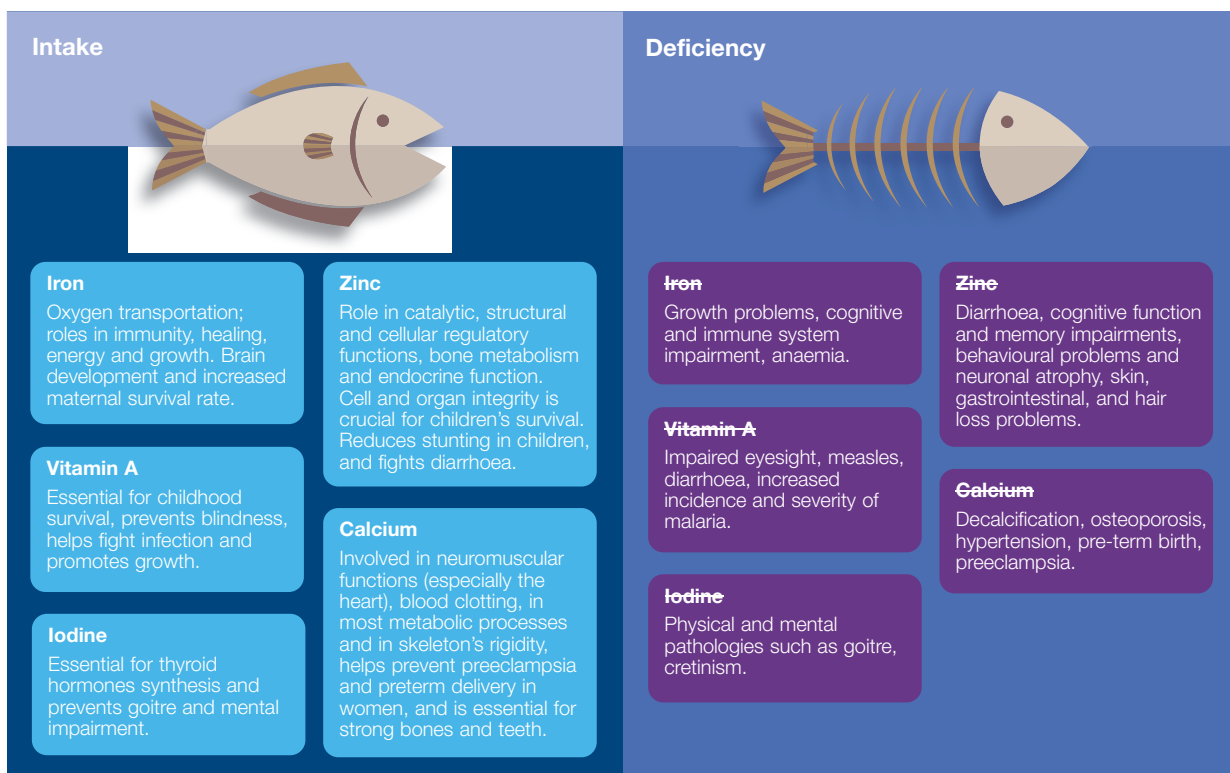 Intake
Iron
Oxygen transportation;
roles in immunity, healing,
energy and growth. Brain
development and increased
maternal survival rate.
Vitamin A
Essential for childhood
survival, prevents blindness,
helps fight infection and
promotes growth.
Iodine
Essential for thyroid
hormones synthesis and
prevents goitre and mental
impairment.
Zinc
Role in catalytic, structural
and cellular regulatory
functions, bone metabolism
and endocrine function.
Cell and organ integrity is
crucial for children’s survival.
Reduces stunting in children,
and fights diarrhoea.
Calcium
Involved in neuromuscular
functions (especially the
heart), blood clotting, in
most metabolic processes
and in skeleton’s rigidity,
helps prevent preeclampsia
and preterm delivery in
women, and is essential for
strong bones and teeth.
Deficiency
Iron
Growth problems, cognitive
and immune system
impairment, anaemia.
Vitamin A
Impaired eyesight, measles,
diarrhoea, increased
incidence and severity of
malaria.
Iodine
Physical and mental
pathologies such as goitre,
cretinism.
Zinc
Diarrhoea, cognitive function
and memory impairments,
behavioural problems and
neuronal atrophy, skin,
gastrointestinal, and hair
loss problems.
Calcium
Decalcification, osteoporosis,
hypertension, pre-term birth,
preeclampsia.